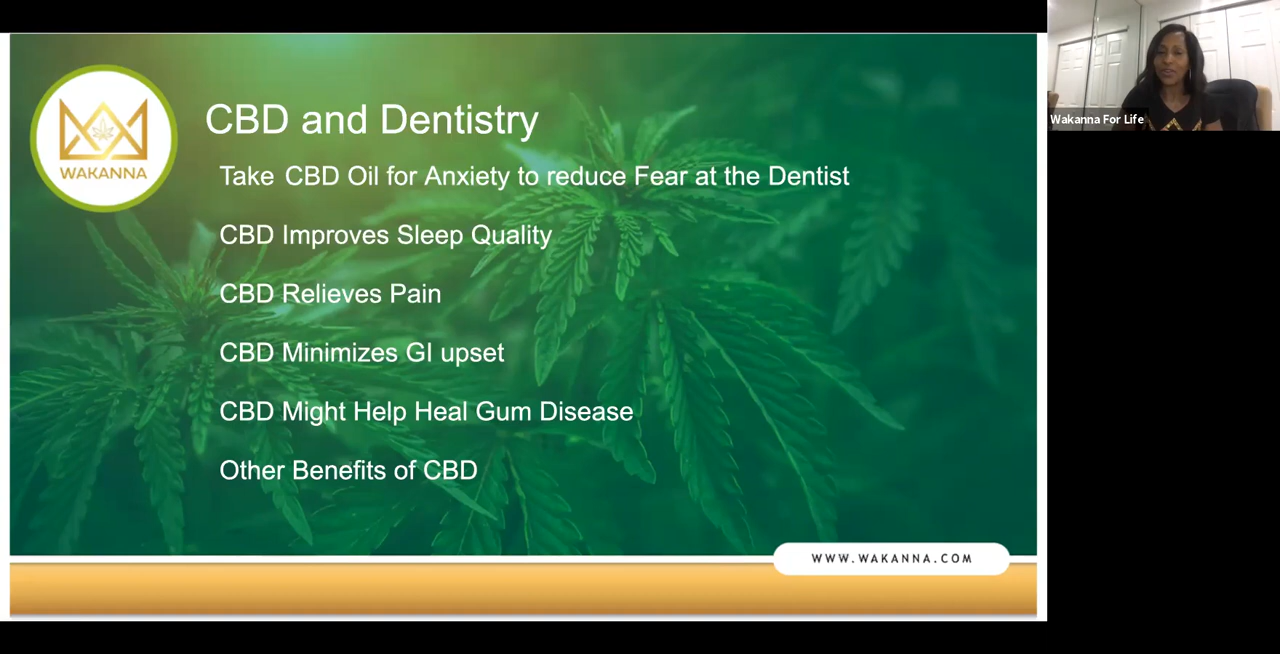 WAKANNA
CBD and Dentistry
Take CBD Oil for Anxiety to reduce Fear at the Dentist
CBD Improves Sleep Quality
CBD Relieves Pain
CBD Minimizes GI upset
CBD Might Help Heal Gum Disease
Other Benefits of CBD
WWW.WAKANNA.COM
Wakanna For Life